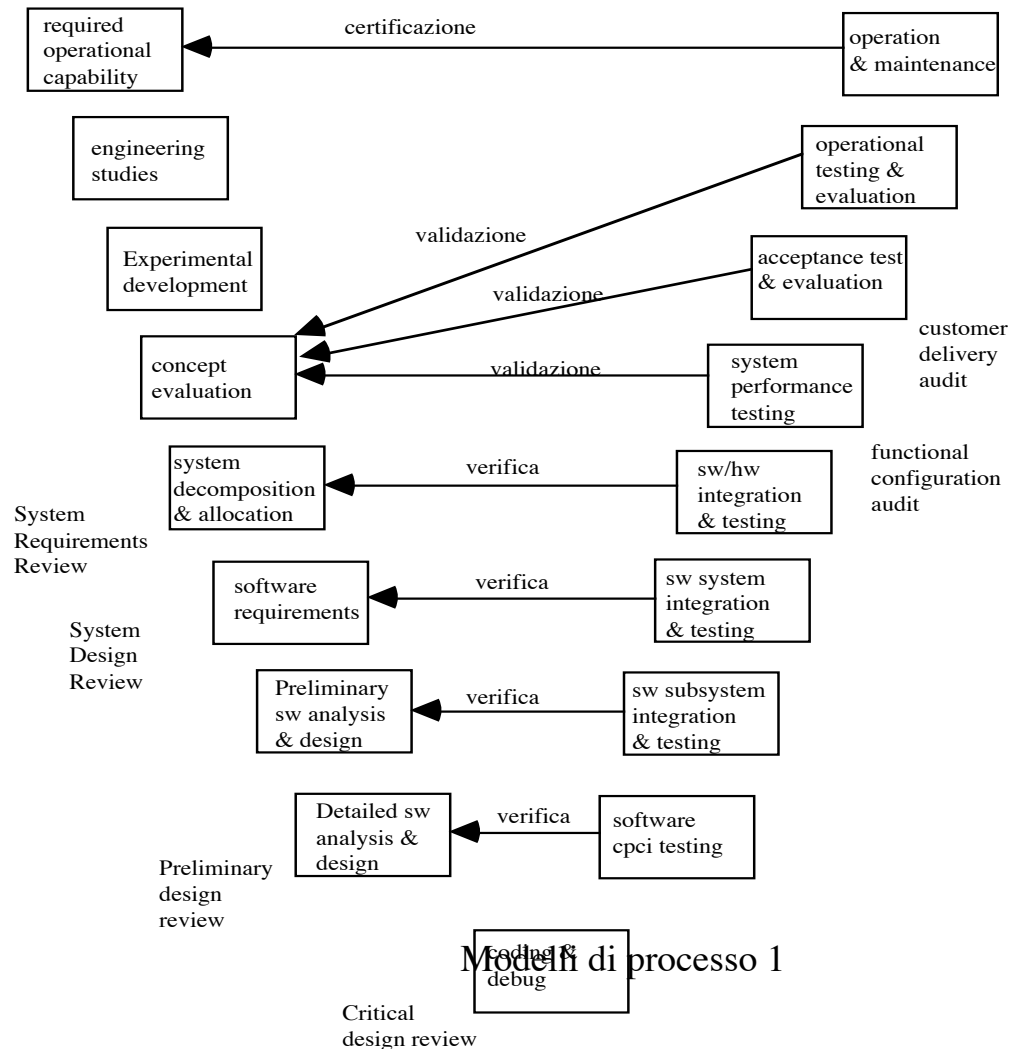 required
operational
capability
certificazione
operation
& maintenance
engineering
studies
operational
testing &
evaluation
validazione
Experimental
development
acceptance test
& evaluation
validazione
customer
delivery
audit
concept
evaluation
validazione
system
performance
testing
system
decomposition
& allocation
verifica
sw/hw
integration
& testing
functional
configuration
audit
System
Requirements
Review
software
requirements
verifica
sw system
integration
& testing
System
Design
Review
Preliminary
sw analysis
& design
verifica
sw subsystem
integration
& testing
Detailed sw
analysis &
design
verifica
software
cpci testing
Preliminary
design
review
coding &
debug
Modelli di processo 1
Critical
design review